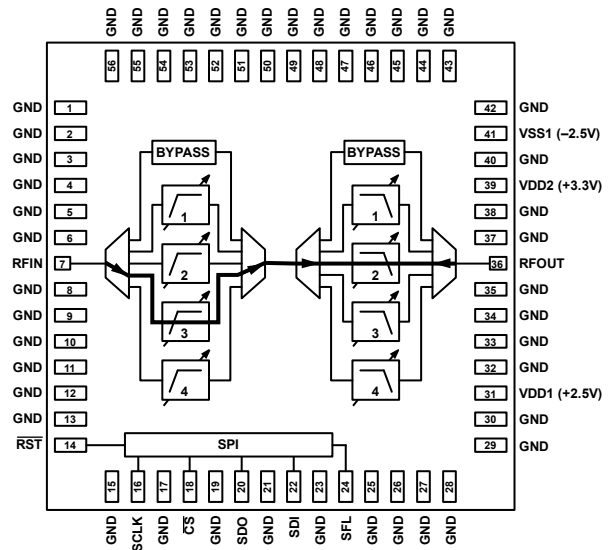 GND GND GND GND GND GND GND GND GND GND GND GND GND GND
56 55 54 53 52 51 50 49 48 47 46 45 44 43
GND 1
42 GND
GND 2
41 VSS1 (–2.5V)
GND 3
40 GND
GND 4
39 VDD2 (+3.3V)
GND 5
38 GND
GND 6
37 GND
RFIN 7
36 RFOUT
GND 8
35 GND
GND 9
34 GND
GND 10
33 GND
GND 11
32 GND
GND 12
31 VDD1 (+2.5V)
GND 13
30 GND
RST 14
29 GND
BYPASS
1
2
3
4
BYPASS
1
2
3
4
SPI
15 16 17 18 19 20 21 22 23 24 25 26 27 28
GND SCLK GND CS GND SDO GND SDI GND SFL GND GND GND GND